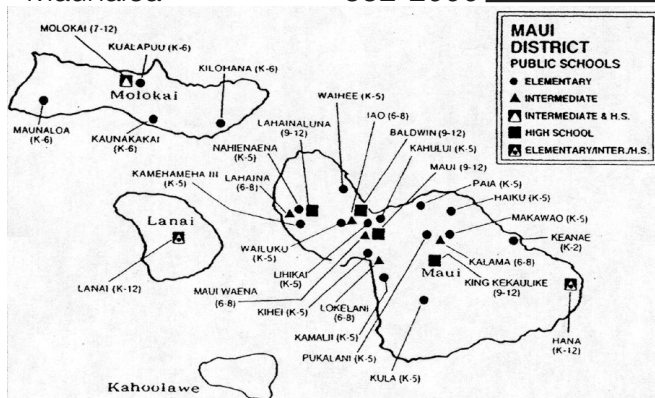 Maunaloa 552-2000
MAUI
DISTRICT
PUBLIC SCHOOLS
ELEMENTARY
INTERMEDIATE
INTERMEDIATE & H.S.
HIGH SCHOOL
ELEMENTARY/INTER./H.S.
MOLOKAI (7-12)
KUALAPUU (K-6)
KILOHANA (K-6)
Molokai
MAUNALOA
(K-6)
KAUNAKAKAI
(K-6)
WAIHEE (K-5)
LAHAINALUNA
(9-12)
IAO (6-8)
BALDWIN (9-12)
NAHIENAENA
(K-5)
KAHULUI (K-5)
KAMEHAMEHA III
(K-5)
LAHAINA
(6-8)
MAUI (9-12)
PAIA (K-5)
HAIKU (K-5)
MAKAWAO (K-5)
KEANAE
(K-2)
Lanai
LANAI (K-12)
WAILUKU
(K-5)
LIHIKAI
(K-5)
MAUI WAENA
(6-8)
KIHEI (K-5)
LOKELANI
(6-8)
KAMALII (K-5)
PUKALANI (K-5)
Maui
KALAMA (6-8)
KING KEKAULIKE
(9-12)
HANA
(K-12)
KULA (K-5)
Kahoolawe